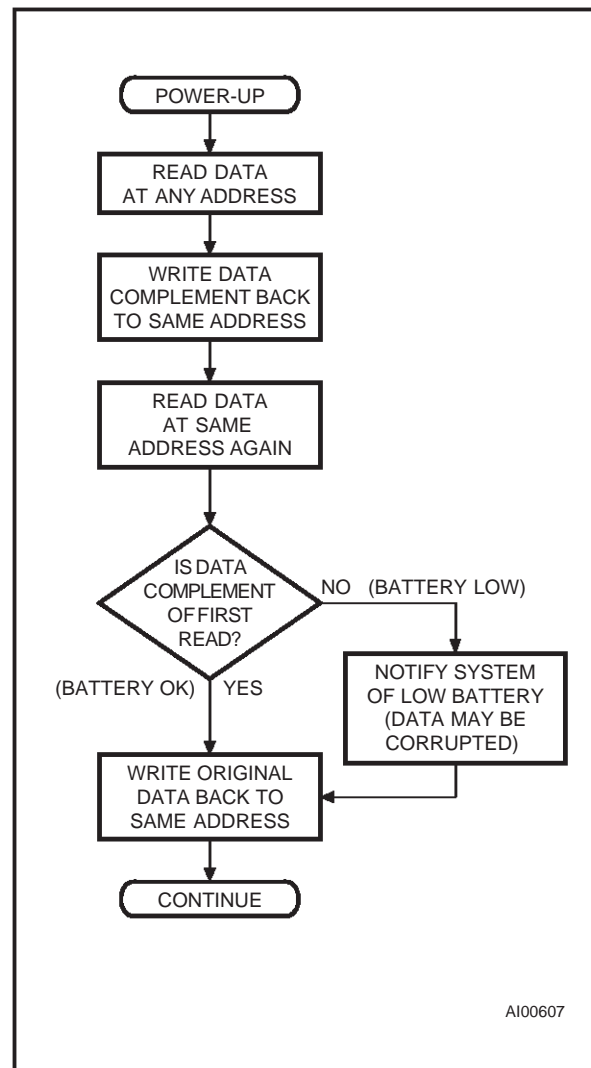 POWER-UP
READ DATA
AT ANY ADDRESS
WRITE DATA
COMPLEMENT BACK
TO SAME ADDRESS
READ DATA
AT SAME
ADDRESS AGAIN
IS DATA
COMPLEMENT
OF FIRST
READ?
NO (BATTERY LOW)
(BATTERY OK) YES
NOTIFY SYSTEM
OF LOW BATTERY
(DATA MAY BE
CORRUPTED)
WRITE ORIGINAL
DATA BACK TO
SAME ADDRESS
CONTINUE
AI00607